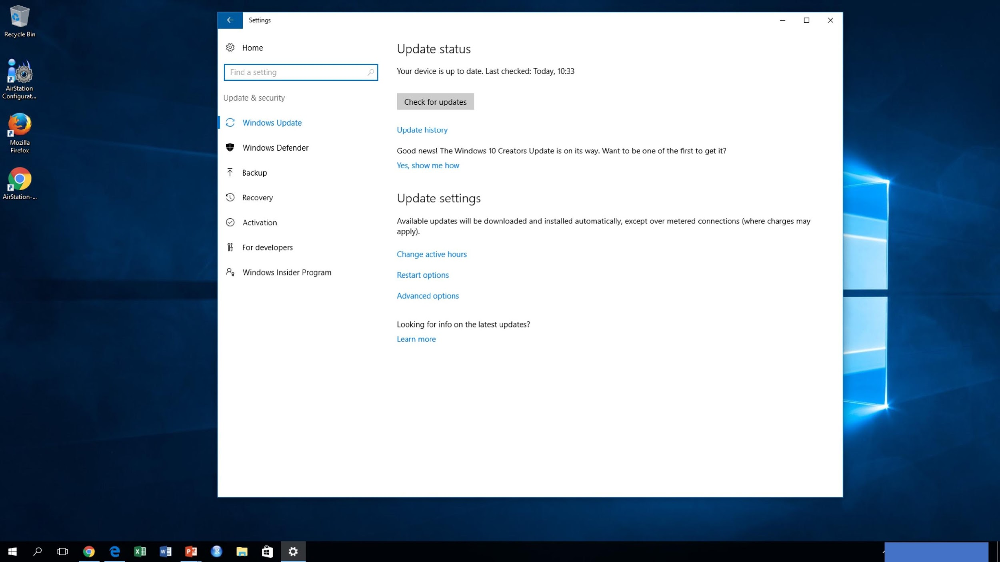 Recycle Bin
AirStation
Configurat...
Mozilla
Firefox
AirStation-...
Settings
Home
Find a setting
Update & security
Windows Update
Windows Defender
Backup
Recovery
Activation
For developers
Windows Insider Program
Update status
Your device is up to date. Last checked: Today, 10:33
Check for updates
Update history
Good news! The Windows 10 Creators Update is on its way. Want to be one of the first to get it?
Yes, show me how
Update settings
Available updates will be downloaded and installed automatically, except over metered connections (where charges may
apply).
Change active hours
Restart options
Advanced options
Looking for info on the latest updates?
Learn more